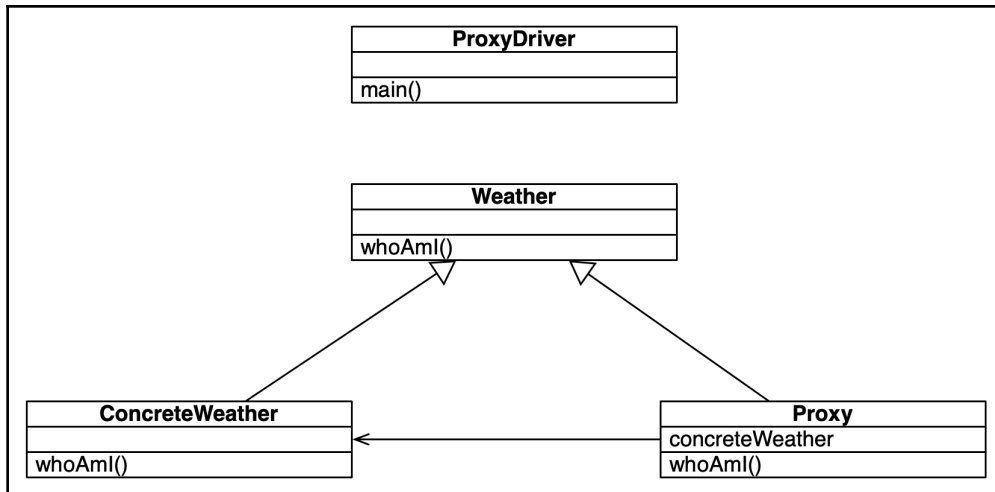 ProxyDriver
main()
Weather
whoAmI()
ConcreteWeather
whoAmI()
Proxy
concreteWeather
whoAmI()